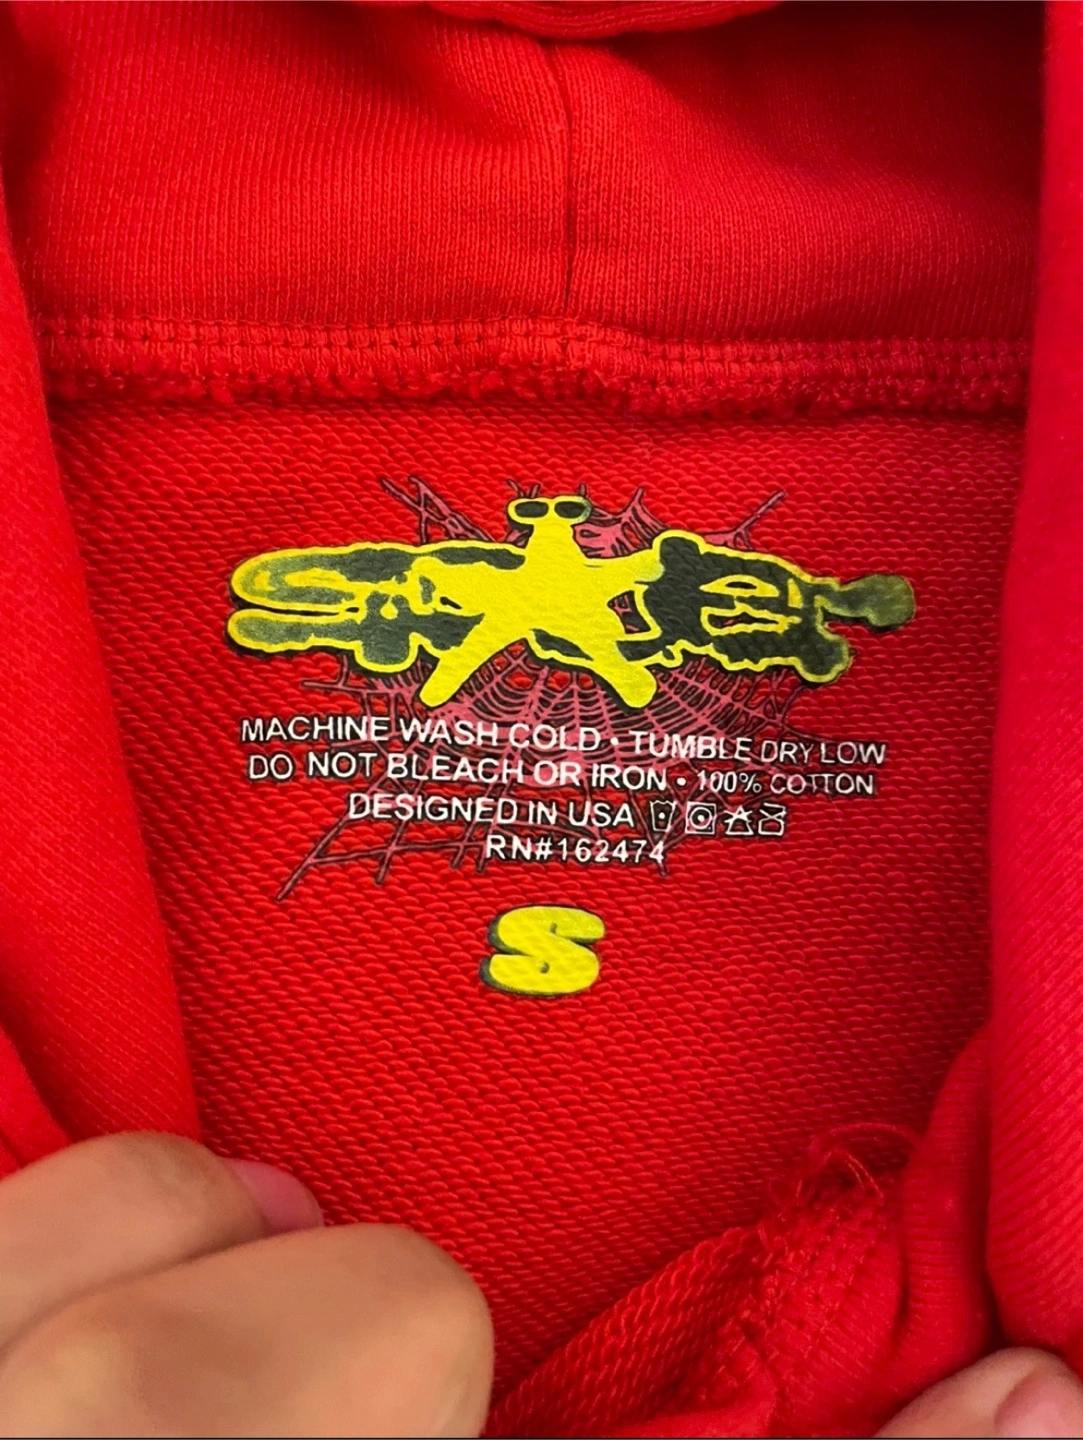 MACHINE WASH COLD • TUMBLE DRY LOW
DO NOT BLEACH OR IRON • 100% COTTON
DESIGNED IN USA
RN#162474
S